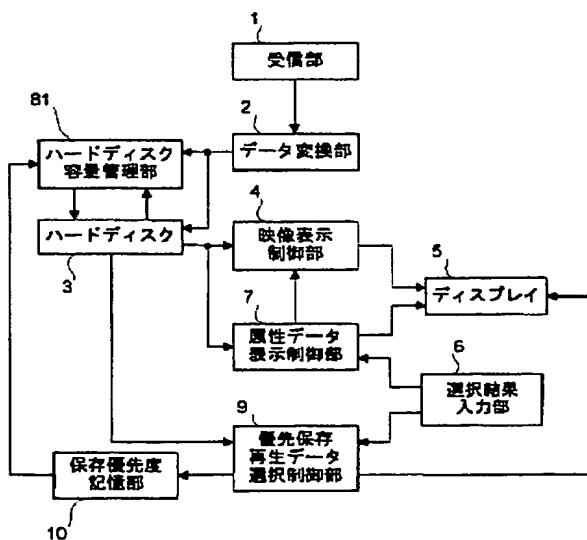 1
受信部
81
2
ハードディスク
容量管理部
データ変換部
4
ハードディスク
3
映像表示
制御部
5
ディスプレイ
7
属性データ
表示制御部
6
選択結果
入力部
9
優先保存
再生データ
選択制御部
保存優先度
記憶部
10